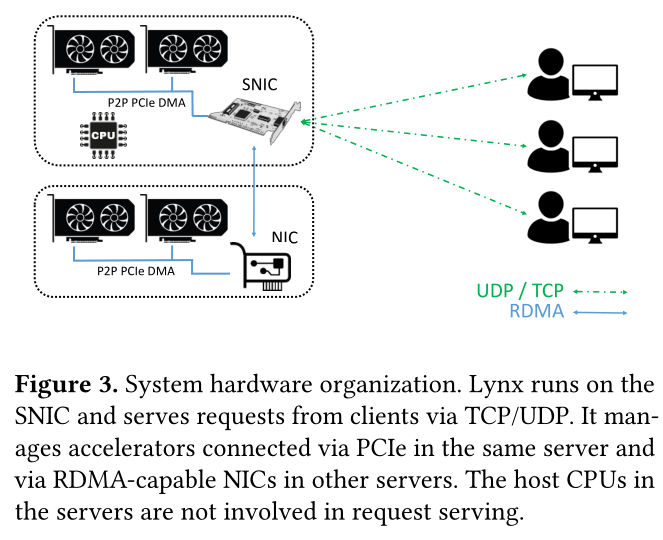 SNIC
P2P PCIe DMA
CPU
NIC
P2P PCIe DMA
UDP / TCP
RDMA
Figure 3. System hardware organization. Lynx runs on the
SNIC and serves requests from clients via TCP/UDP. It man-
ages accelerators connected via PCIe in the same server and
via RDMA-capable NICs in other servers. The host CPUs in
the servers are not involved in request serving.